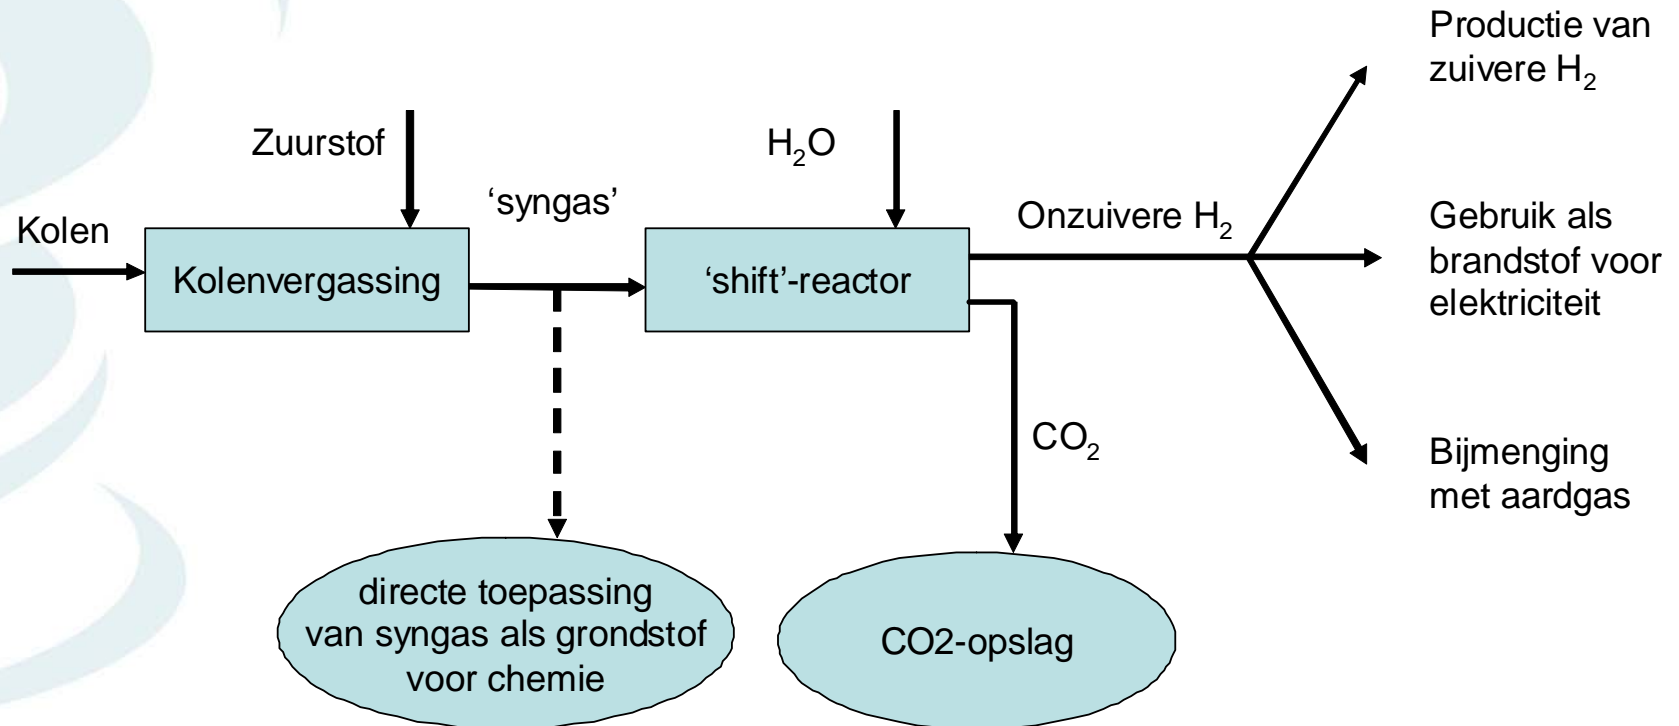 Productie van
zuivere H₂
Zuurstof
H₂O
'syngas'
Kolen
Onzuivere H₂
Gebruik als
brandstof voor
elektriciteit
Kolenvergassing
'shift'-reactor
CO₂
Bijmenging
met aardgas
directe toepassing
van syngas als grondstof
voor chemie
CO2-opslag